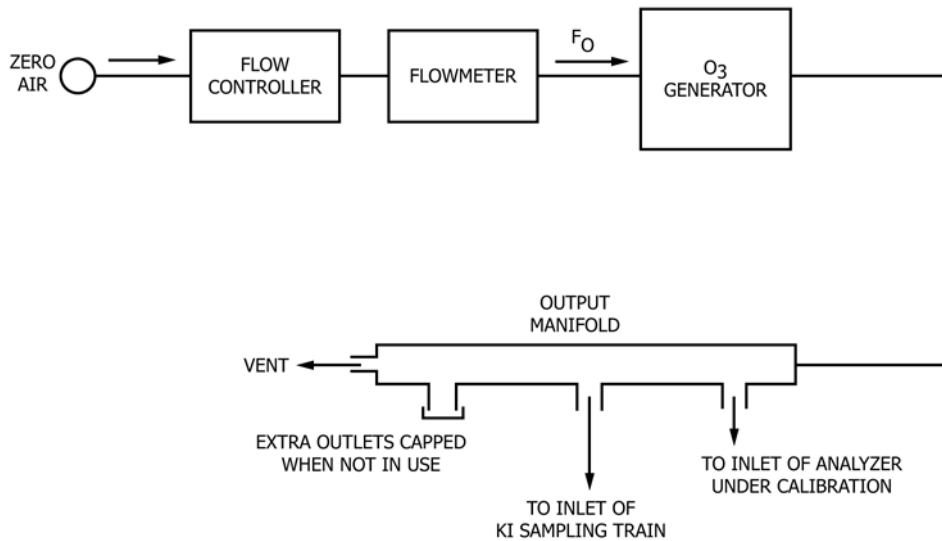 ZERO
AIR
FLOW
CONTROLLER
FLOWMETER
FO
O3
GENERATOR
OUTPUT
MANIFOLD
VENT
EXTRA OUTLETS CAPPED
WHEN NOT IN USE
TO INLET OF
KI SAMPLING TRAIN
TO INLET OF ANALYZER
UNDER CALIBRATION